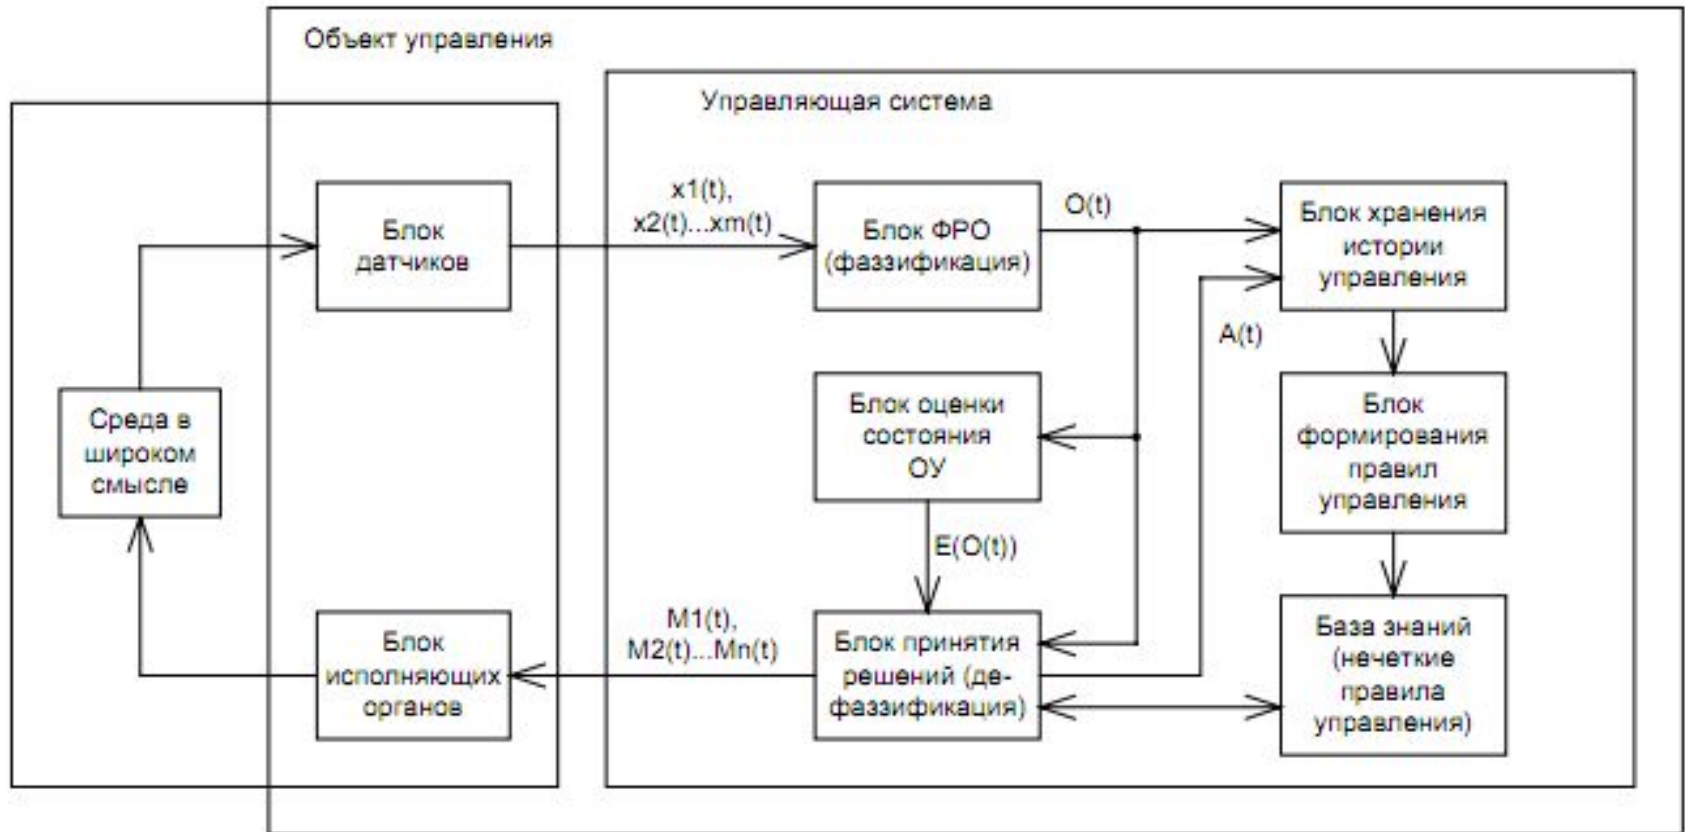 Объект управления
Управляющая система
Блок
датчиков
x1(t),
x2(t)...xm(t)
Блок ФРО
(фаззификация)
O(t)
Блок хранения
истории
управления
A(t)
Среда в
широком
смысле
Блок оценки
состояния
ОУ
Блок
формирования
правил
управления
E(O(t))
Блок
исполняющих
органов
M1(t),
M2(t)...Mn(t)
Блок принятия
решений (де-
фаззификация)
База знаний
(нечеткие
правила
управления)